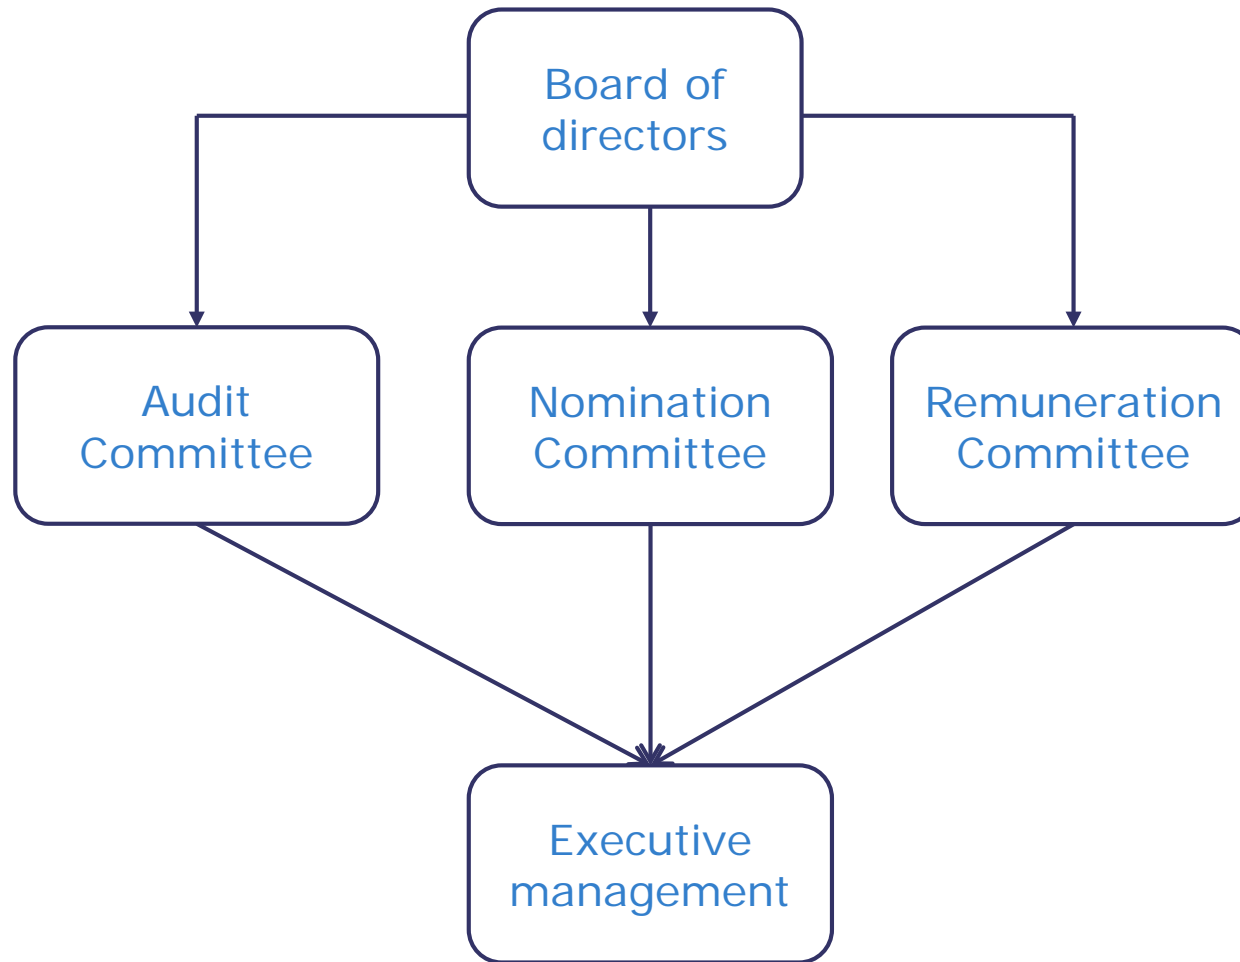 Board of
directors
Audit
Committee
Nomination
Committee
Remuneration
Committee
Executive
management